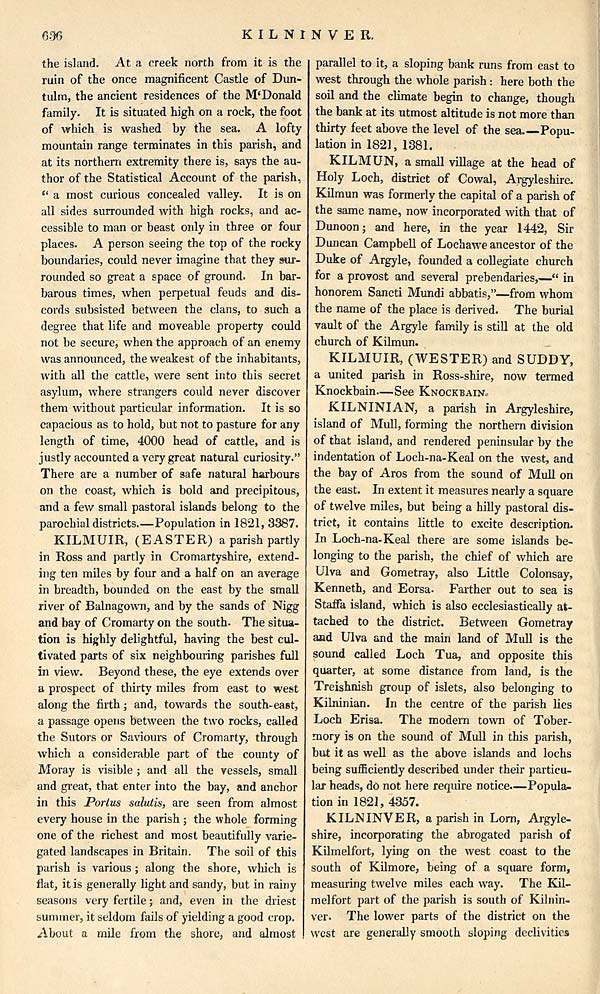 636
KILNINVER.
the island. At a creek north from it is the
ruin of the once magnificent Castle of Dun-
tulm, the ancient residences of the M‘Donald
family. It is situated high on a rock, the foot
of which is washed by the sea. A lofty
mountain range terminates in this parish, and
at its northern extremity there is, says the au-
thor of the Statistical Account of the parish,
“ a most curious concealed valley. It is on
all sides surrounded with high rocks, and ac-
cessible to man or beast only in three or four
places. A person seeing the top of the rocky
boundaries, could never imagine that they sur-
rounded so great a space of ground. In bar-
barous times, when perpetual feuds and dis-
cords subsisted between the clans, to such a
degree that life and moveable property could
not be secure, when the approach of an enemy
was announced, the weakest of the inhabitants,
with all the cattle, were sent into this secret
asylum, where strangers could never discover
them without particular information. It is so
capacious as to hold, but not to pasture for any
length of time, 4000 head of cattle, and is
justly accounted a very great natural curiosity.”
There are a number of safe natural harbours
on the coast, which is bold and precipitous,
and a few small pastoral islands belong to the
parochial districts.—Population in 1821, 3387.
KILMUIR, (EASTER) a parish partly
in Ross and partly in Cromartyshire, extend-
ing ten miles by four and a half on an average
in breadth, bounded on the east by the small
river of Balnagown, and by the sands of Nigg
and bay of Cromarty on the south. The situa-
tion is highly delightful, having the best cul-
tivated parts of six neighbouring parishes full
in view. Beyond these, the eye extends over
a prospect of thirty miles from east to west
along the firth ; and, towards the south-east,
a passage opens between the two rocks, called
the Sutors or Saviours of Cromarty, through
which a considerable part of the county of
Moray is visible ; and all the vessels, small
and great, that enter into the bay, and anchor
in this Portus salutis, are seen from almost
every house in the parish ; the whole forming
one of the richest and most beautifully varie-
gated landscapes in Britain. The soil of this
parish is various ; along the shore, which is
flat, it is generally light and sandy, but in rainy
seasons very fertile ; and, even in the driest
summer, it seldom fails of yielding a good crop.
About a mile from the shore, and almost
parallel to it, a sloping bank runs from east to
west through the whole parish : here both the
soil and the climate begin to change, though
the bank at its utmost altitude is not more than
thirty feet above the level of the sea.—Popu-
lation in 1821, 1381.
KILMUN, a small village at the head of
Holy Loch, district of Cowal, Argyleshire.
Kilmun was formerly the capital of a parish of
the same name, now incorporated with that of
Dunoon ; and here, in the year 1442, Sir
Duncan Campbell of Lochawe ancestor of the
Duke of Argyle, founded a collegiate church
for a provost and several prebendaries,—“ in
honorem Sancti Mundi abbatis,”—from whom
the name of the place is derived. The burial
vault of the Argyle family is still at the old
church of Kilmun.
KILMUIR, (WESTER) and SUDDY,
a united parish in Ross-shire, now termed
Knockbain.—See KNOCKBAIN.
KILNINIAN, a parish in Argyleshire,
island of Mull, forming the northern division
of that island, and rendered peninsular by the
indentation of Loch-na-Keal on the west, and
the bay of Aros from the sound of Mull on
the east. In extent it measures nearly a square
of twelve miles, but being a hilly pastoral dis-
trict, it contains little to excite description.
In Loch-na-Keal there are some islands be-
longing to the parish, the chief of which are
Ulva and Gometray, also Little Colonsay,
Kenneth, and Eorsa. Farther out to sea is
Staffa island, which is also ecclesiastically at-
tached to the district. Between Gometray
and Ulva and the main land of Mull is the
sound called Loch Tua, and opposite this
quarter, at some distance from land, is the
Treishnish group of islets, also belonging to
Kilninian. In the centre of the parish lies
Loch Erisa. The modern town of Tober-
mory is on the sound of Mull in this parish,
but it as well as the above islands and lochs
being sufficiently described under their particu-
lar heads, do not here require notice.—Popula-
tion in 1821, 4357.
KILNINVER, a parish in Lorn, Argyle-
shire, incorporating the abrogated parish of
Kilmelfort, lying on the west coast to the
south of Kilmore, being of a square form,
measuring twelve miles each way. The Kil-
melfort part of the parish is south of Kilnin-
ver. The lower parts of the district on the
west are generally smooth sloping declivities